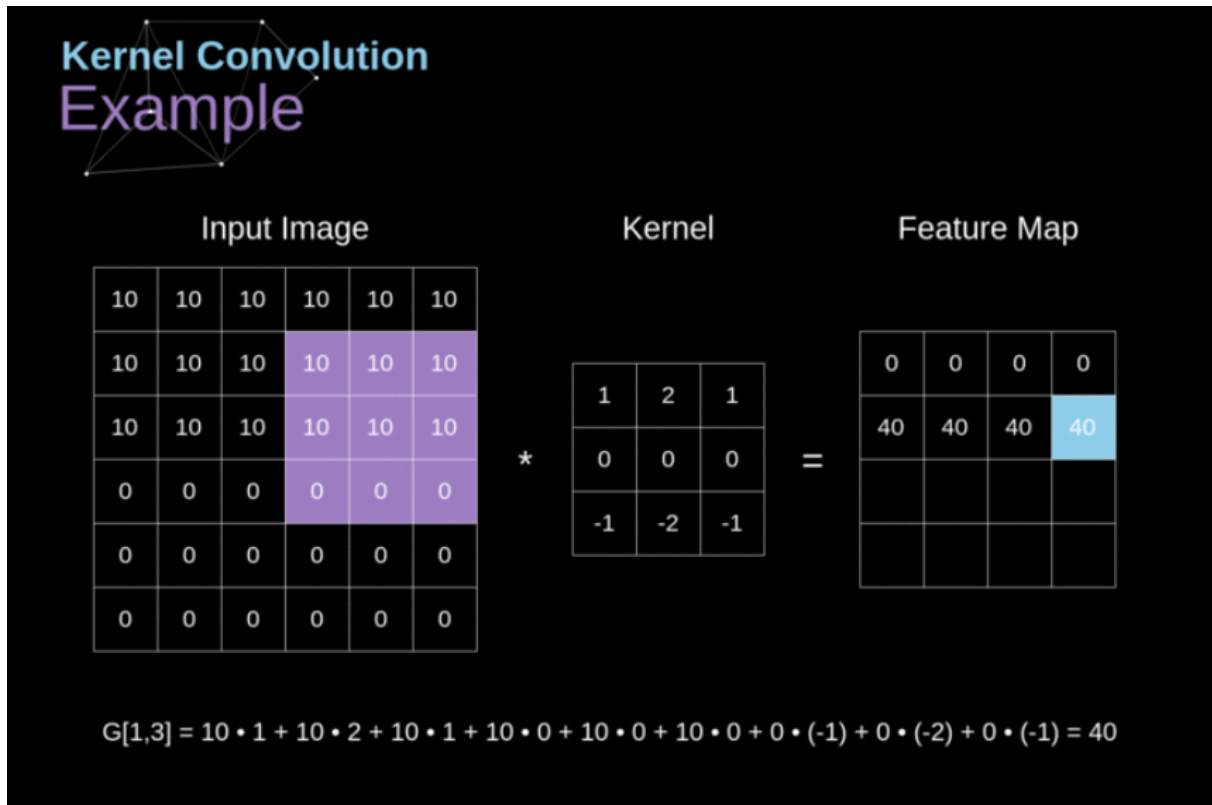 Kernel Convolution
Example
Input Image
Kernel
Feature Map
10 10 10 10 10 10
10 10 10 10 10 10
10 10 10 10 10 10
0 0 0 0 0 0
0 0 0 0 0 0
0 0 0 0 0 0
*
1 2 1
0 0 0
-1 -2 -1
=
0 0 0 0
40 40 40 40
G[1,3] = 10 • 1 + 10 • 2 + 10 • 1 + 10 • 0 + 10 • 0 + 10 • 0 + 0 • (-1) + 0 • (-2) + 0 • (-1) = 40